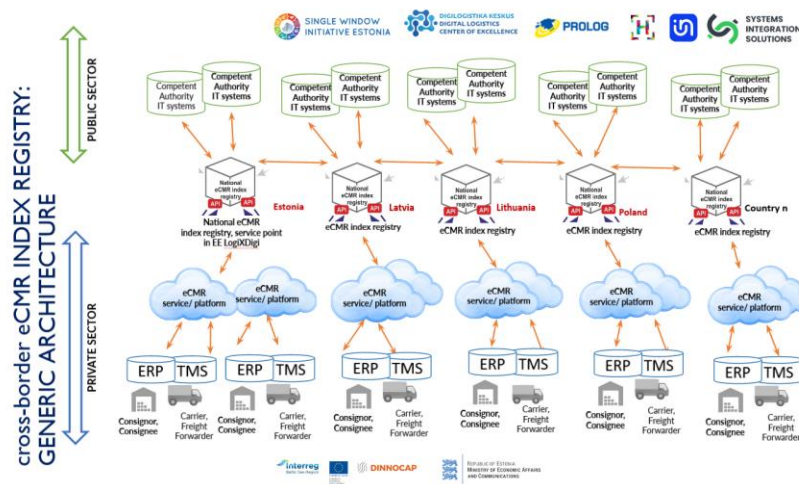 SINGLE WINDOW
INITIATIVE ESTONIA
DIGILOGISTIKA KESKUS
DIGITAL LOGISTICS
CENTER OF EXCELLENCE
PROLOG
H
SYSTEMS
INTEGRATION
SOLUTIONS
cross-border eCMR INDEX REGISTRY:
GENERIC ARCHITECTURE
PUBLIC SECTOR
PRIVATE SECTOR
Competent
Authority
IT systems
Competent
Authority
IT systems
Competent
Authority
IT systems
Competent
Authority
IT systems
Competent
Authority
IT systems
Competent
Authority
IT systems
Competent
Authority
IT systems
Competent
Authority
IT systems
Competent
Authority
IT systems
Competent
Authority
IT systems
National
eCMR index
registry
API
API
Estonia
National eCMR
index registry, service point
in EE LogiXDigi
National
eCMR index
registry
API
API
Latvia
eCMR index registry
National
eCMR index
registry
API
API
Lithuania
eCMR index registry
National
eCMR index
registry
API
API
Poland
eCMR index registry
National
eCMR index
registry
API
API
Country n
eCMR index registry
eCMR
service/ platform
eCMR
service/ platform
eCMR
service/ platform
eCMR
service/ platform
eCMR
service/ platform
eCMR
service/ platform
ERP
TMS
ERP
TMS
ERP
TMS
ERP
TMS
ERP
TMS
ERP
TMS
Consignor,
Consignee
Carrier,
Freight
Forwarder
Consignor,
Consignee
Carrier,
Freight
Forwarder
Consignor,
Consignee
Carrier,
Freight
Forwarder
Consignor,
Consignee
Carrier,
Freight
Forwarder
Consignor,
Consignee
Carrier,
Freight
Forwarder
Consignor,
Consignee
Carrier,
Freight
Forwarder
interreg
Baltic Sea Region
DINNOCAP
REPUBLIC OF ESTONIA
MINISTRY OF ECONOMIC AFFAIRS
AND COMMUNICATIONS